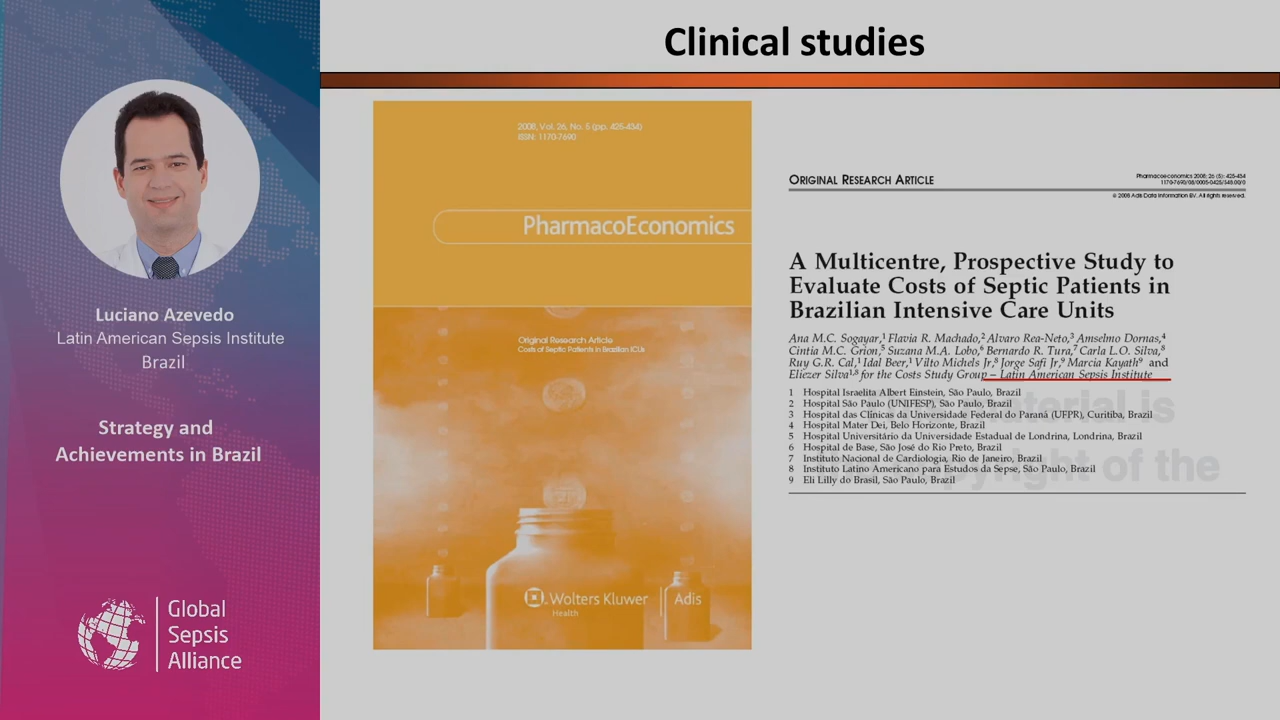 Clinical studies
Luciano Azevedo
Latin American Sepsis Institute
Brazil
Strategy and
Achievements in Brazil
Global
Sepsis
Alliance
2008, Vol. 26, No. 5 (pp. 425-434)
ISSN: 1170-7690
PharmacoEconomics
Original Research Article
Costs of Septic Patients in Brazilian ICUs
Wolters Kluwer
Health
Adis
ORIGINAL RESEARCH ARTICLE
Pharmacoeconomics 2008; 26 (5): 425-434
1170-7690/08/0005-0425/$48.00/0
© 2008 Adis Data Information BV. All rights reserved.
A Multicentre, Prospective Study to
Evaluate Costs of Septic Patients in
Brazilian Intensive Care Units
Ana M.C. Sogayar,1 Flavia R. Machado,2 Alvaro Rea-Neto,3 Amselmo Dornas,4
Cintia M.C. Grion,5 Suzana M.A. Lobo,6 Bernardo R. Tura,7 Carla L.O. Silva,8
Ruy G.R. Cal,1 Idal Beer,1 Vilto Michels Jr,8 Jorge Safi Jr,9 Marcia Kayath9 and
Eliezer Silva1,8 for the Costs Study Group – Latin American Sepsis Institute
1 Hospital Israelita Albert Einstein, São Paulo, Brazil
2 Hospital São Paulo (UNIFESP), São Paulo, Brazil
3 Hospital das Clínicas da Universidade Federal do Paraná (UFPR), Curitiba, Brazil
4 Hospital Mater Dei, Belo Horizonte, Brazil
5 Hospital Universitário da Universidade Estadual de Londrina, Londrina, Brazil
6 Hospital de Base, São José do Rio Preto, Brazil
7 Instituto Nacional de Cardiologia, Rio de Janeiro, Brazil
8 Instituto Latino Americano para Estudos da Sepse, São Paulo, Brazil
9 Eli Lilly do Brasil, São Paulo, Brazil
is
of the